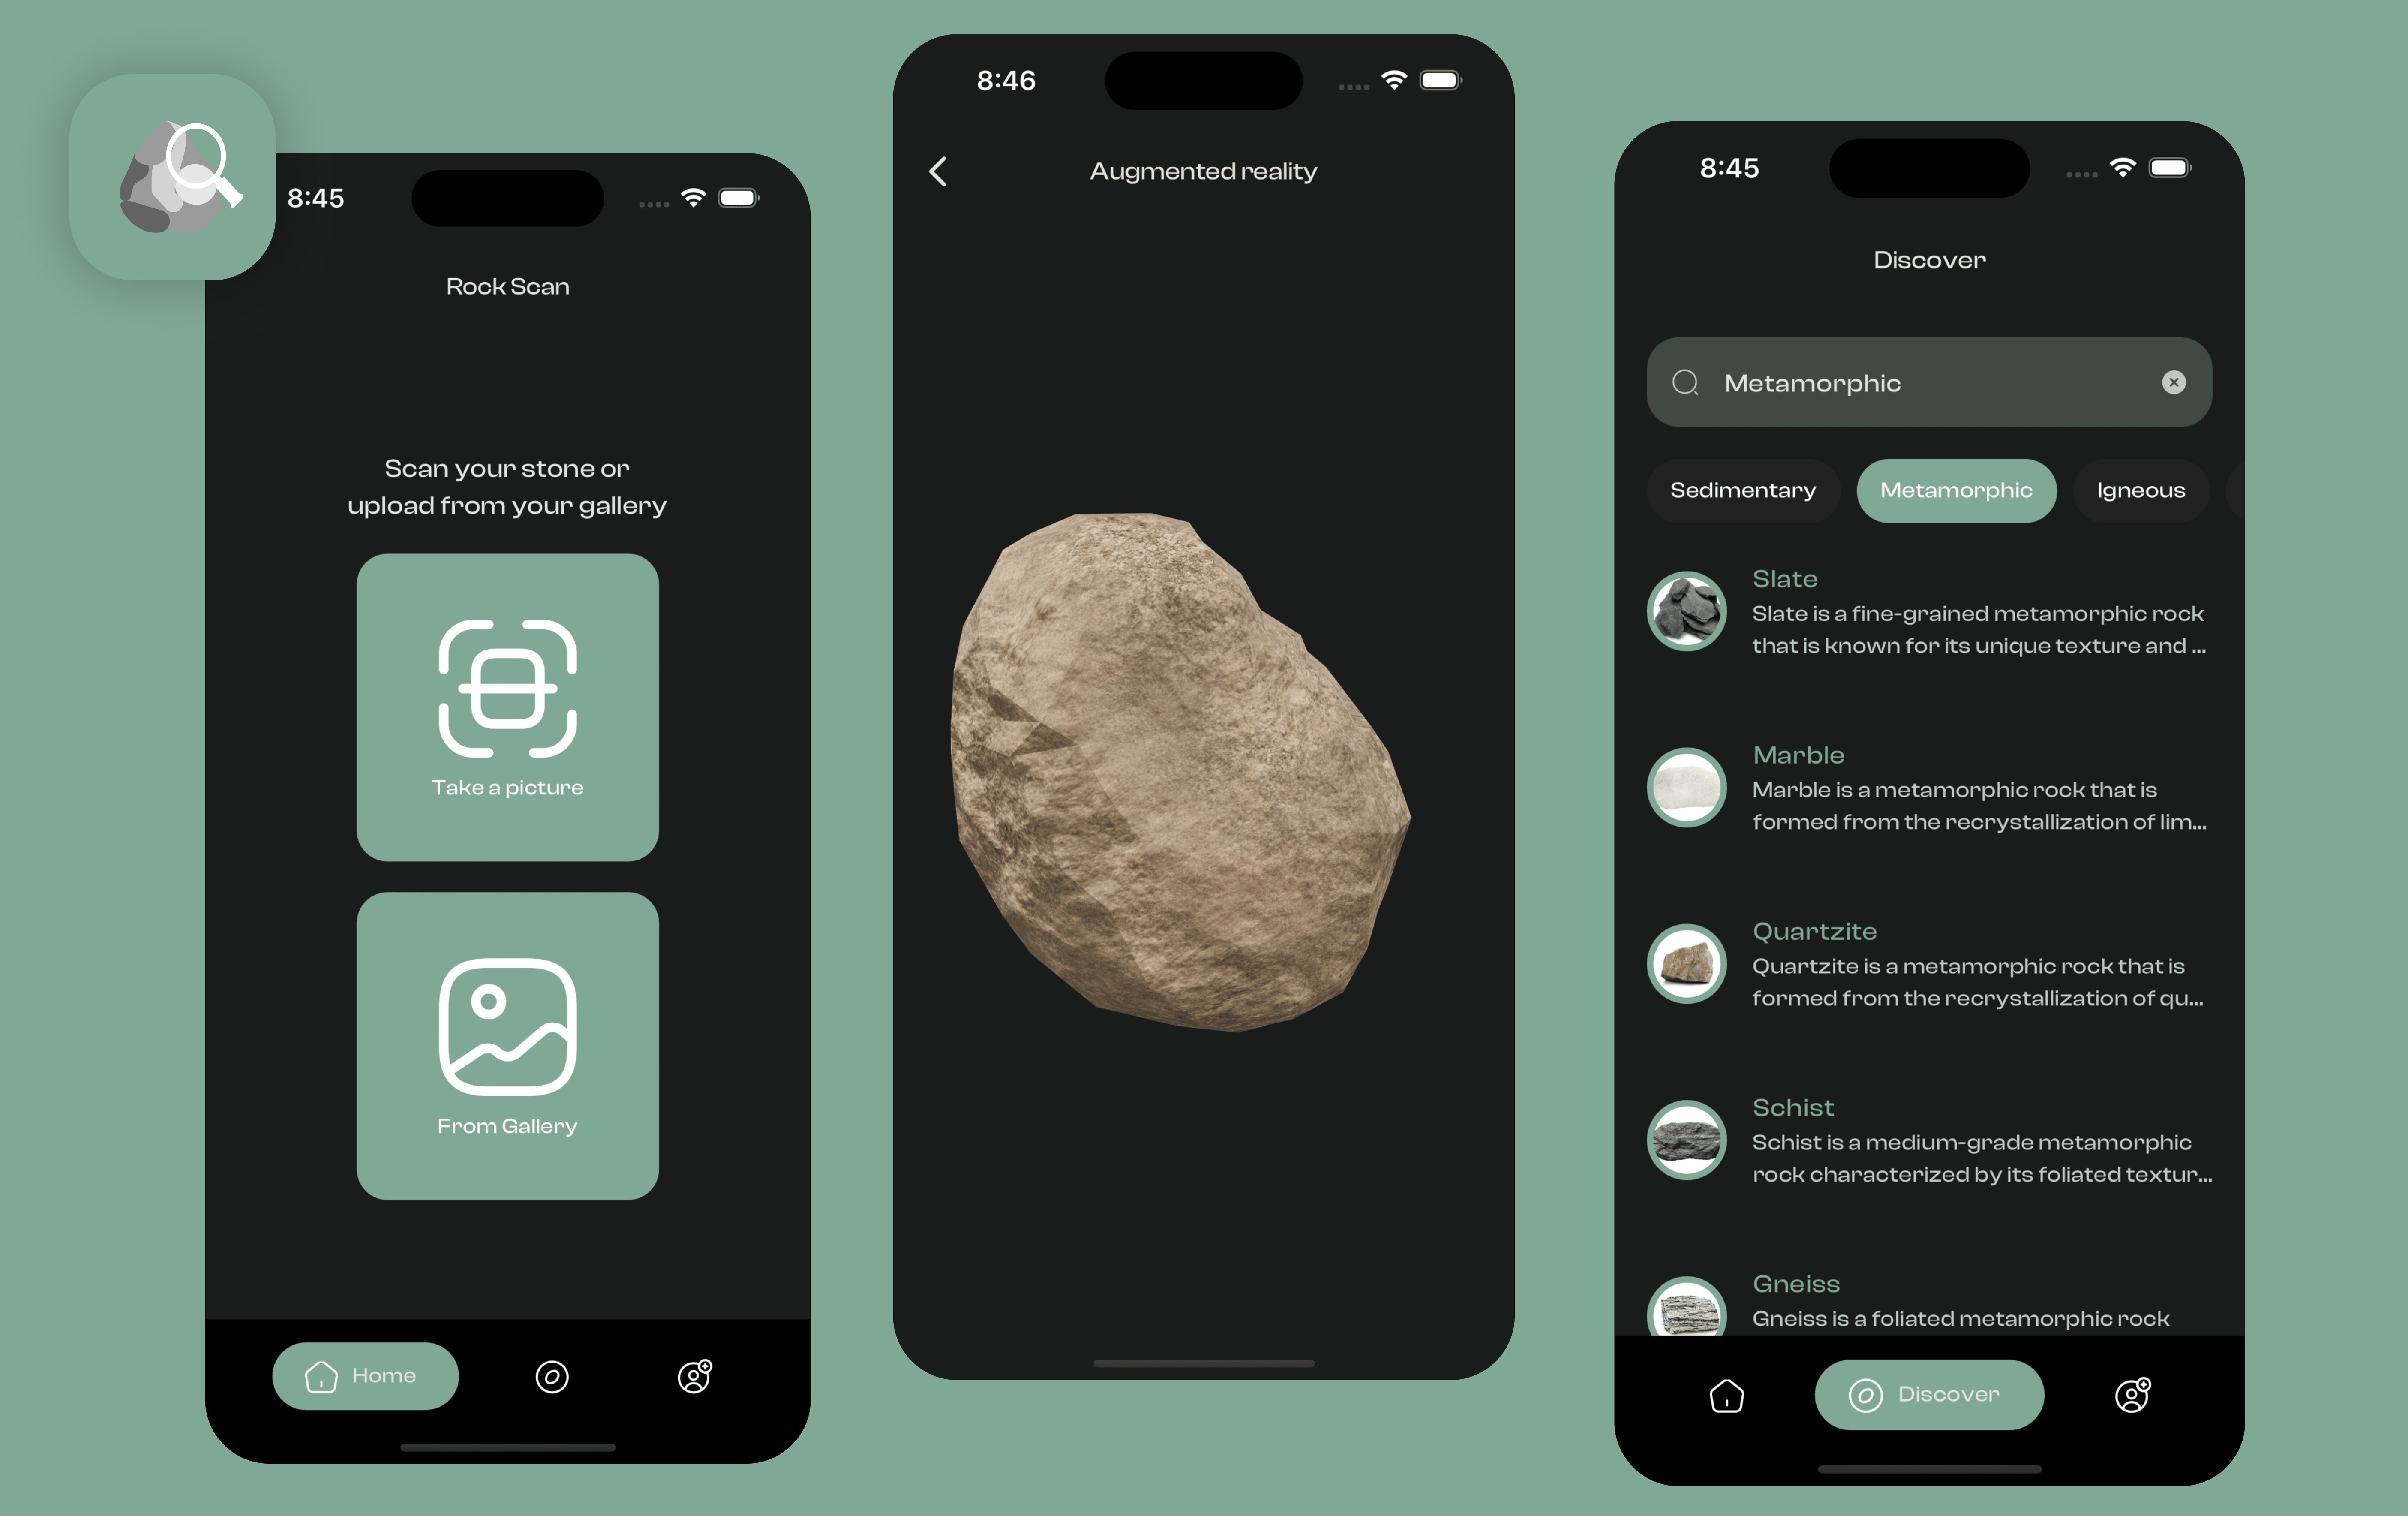 8:45
Rock Scan
Scan your stone or
upload from your gallery
Take a picture
From Gallery
Home
8:46
Augmented reality
8:45
Discover
Metamorphic
Sedimentary
Metamorphic
Igneous
Slate
Slate is a fine-grained metamorphic rock
that is known for its unique texture and ...
Marble
Marble is a metamorphic rock that is
formed from the recrystallization of lim...
Quartzite
Quartzite is a metamorphic rock that is
formed from the recrystallization of qu...
Schist
Schist is a medium-grade metamorphic
rock characterized by its foliated textur...
Gneiss
Gneiss is a foliated metamorphic rock
Discover